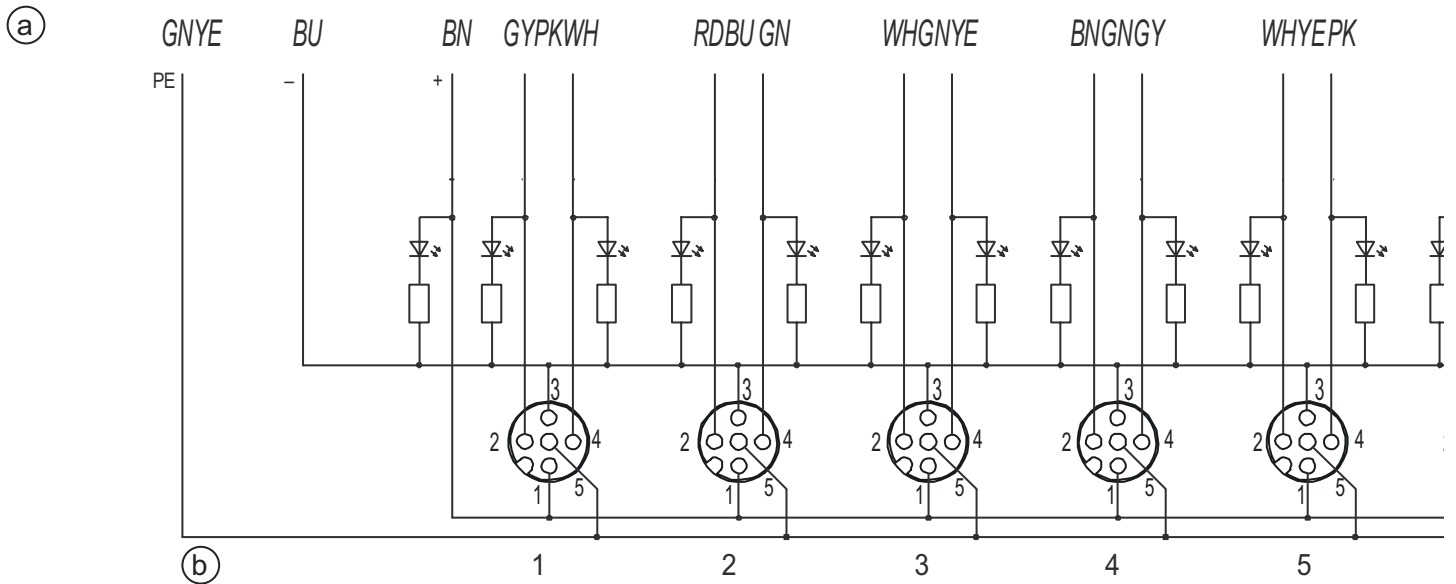 a
GNYE BU BN GYPKWH RDBU GN WHGNYE BNGNGY WHYEPK
PE – +
3 3 3 3 3
2 4 2 4 2 4 2 4 2 4
1 5 1 5 1 5 1 5 1 5
b 1 2 3 4 5